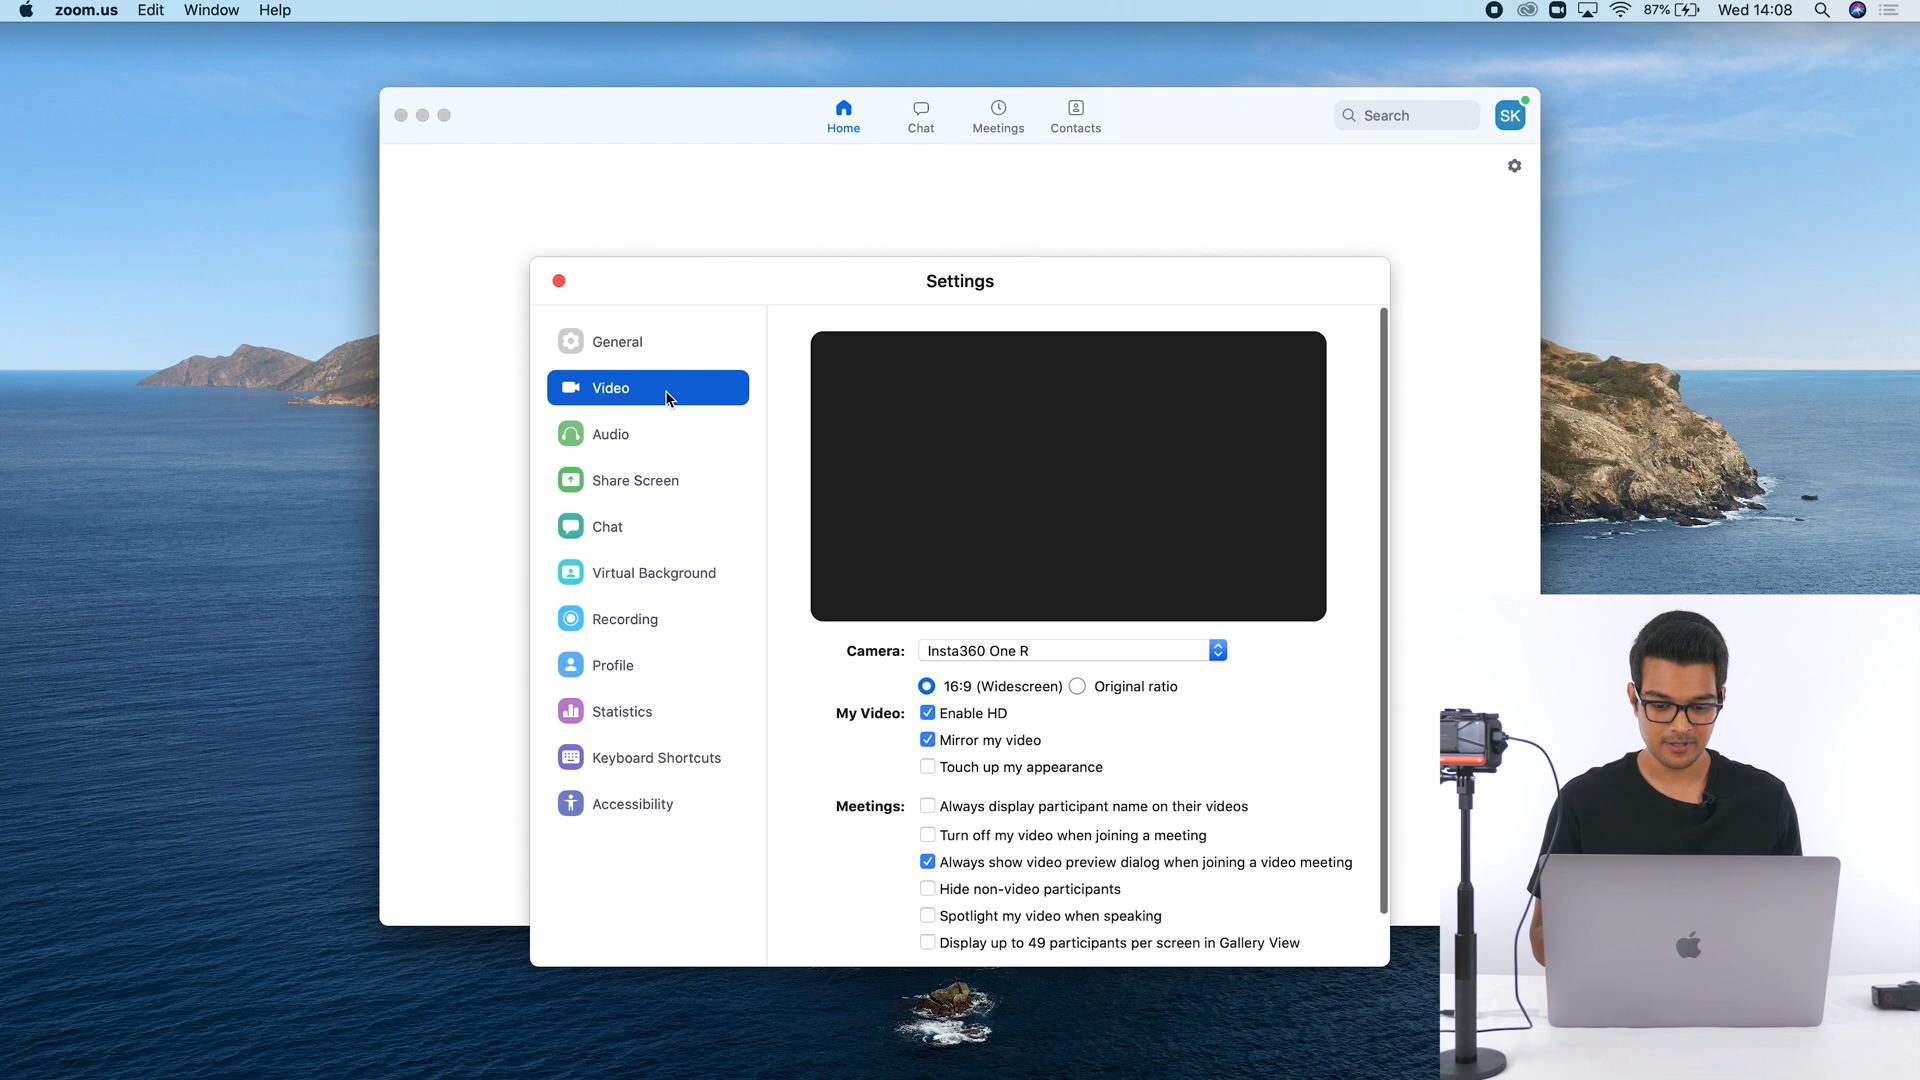 zoom.us Edit Window Help 87% Wed 14:08
Home Chat Meetings Contacts Search SK
Settings
General
Video
Audio
Share Screen
Chat
Virtual Background
Recording
Profile
Statistics
Keyboard Shortcuts
Accessibility
Camera: Insta360 One R
16:9 (Widescreen) Original ratio
My Video: Enable HD
Mirror my video
Touch up my appearance
Meetings: Always display participant name on their videos
Turn off my video when joining a meeting
Always show video preview dialog when joining a video meeting
Hide non-video participants
Spotlight my video when speaking
Display up to 49 participants per screen in Gallery View